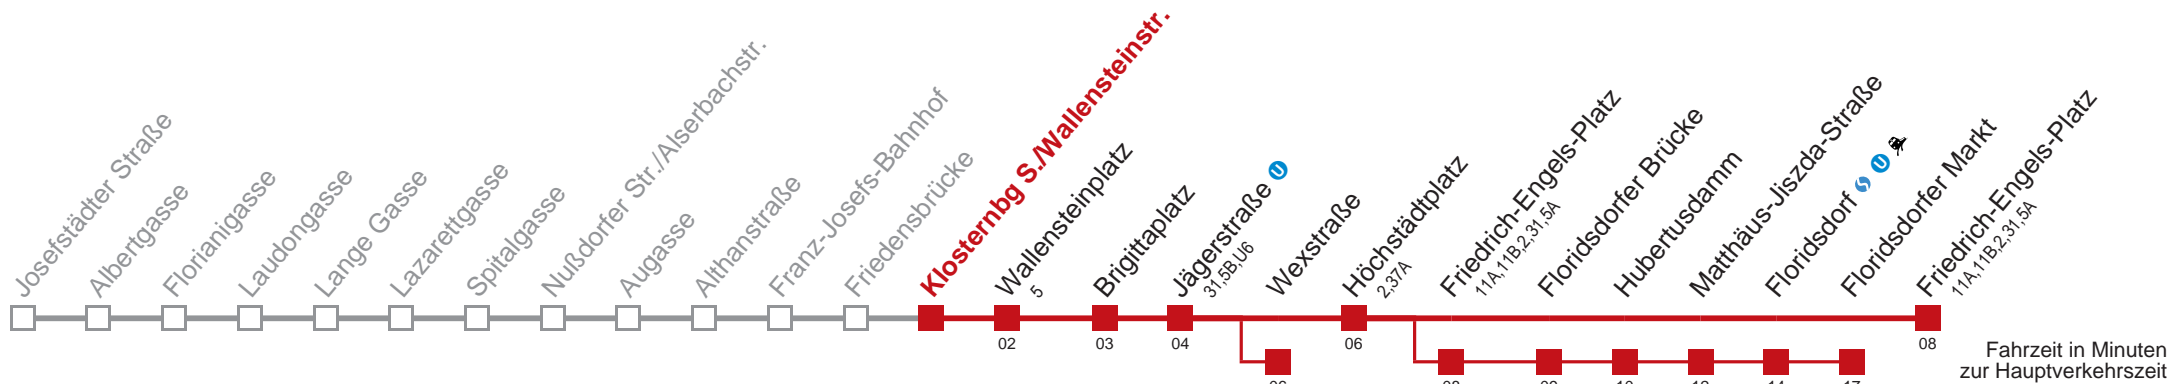 Josefstädter Straße
Albertgasse
Florianigasse
Laudongasse
Lange Gasse
Lazarettgasse
Spitalgasse
Nußdorfer Str./Alserbachstr.
Augasse
Althanstraße
Franz-Josefs-Bahnhof
Friedensbrücke
Klosternbg S./Wallensteinstr.
Wallensteinplatz
5
Brigittaplatz
Jägerstraße U
31,5B,U6
Wexstraße
Höchstädtplatz
2,37A
Friedrich-Engels-Platz
11A,11B,2,31,5A
Floridsdorfer Brücke
Hubertusdamm
Matthäus-Jiszda-Straße
Floridsdorf S U
Floridsdorfer Markt
Friedrich-Engels-Platz
11A,11B,2,31,5A
02 03 04 06 08
Fahrzeit in Minuten
zur Hauptverkehrszeit